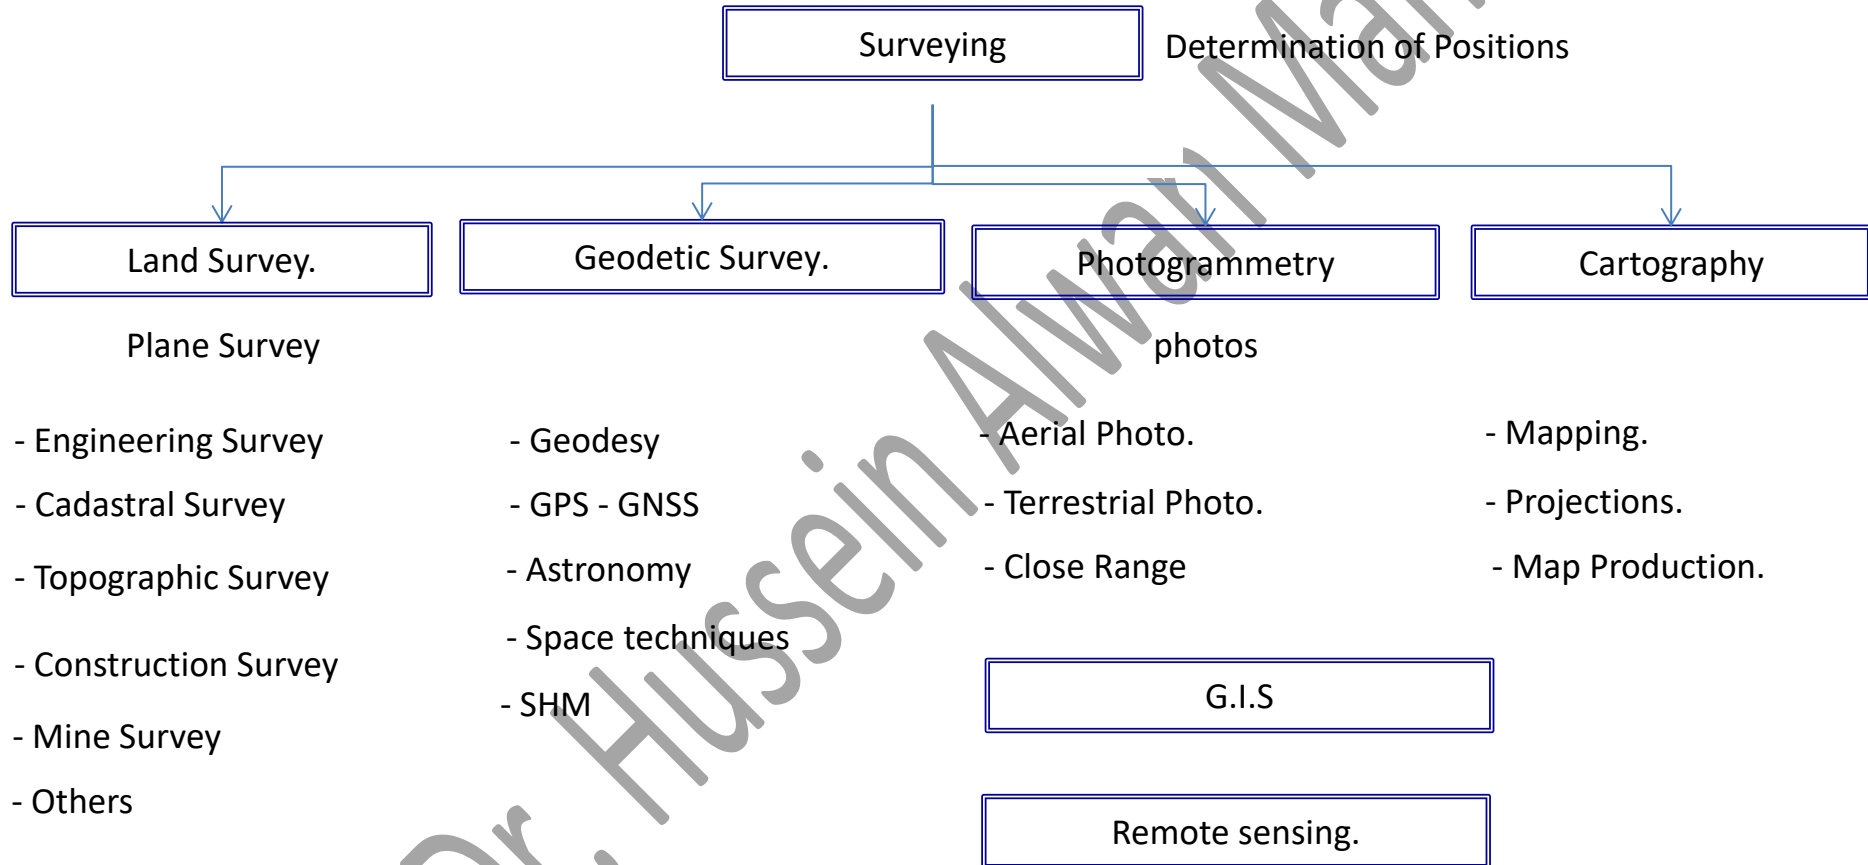 Surveying
Determination of Positions
Land Survey.
Geodetic Survey.
Photogrammetry
Cartography
Plane Survey
photos
- Engineering Survey
- Cadastral Survey
- Topographic Survey
- Construction Survey
- Mine Survey
- Others
- Geodesy
- GPS - GNSS
- Astronomy
- Space techniques
- SHM
- Aerial Photo.
- Terrestrial Photo.
- Close Range
- Mapping.
- Projections.
- Map Production.
G.I.S
Remote sensing.
Dr. Hussein Alwan